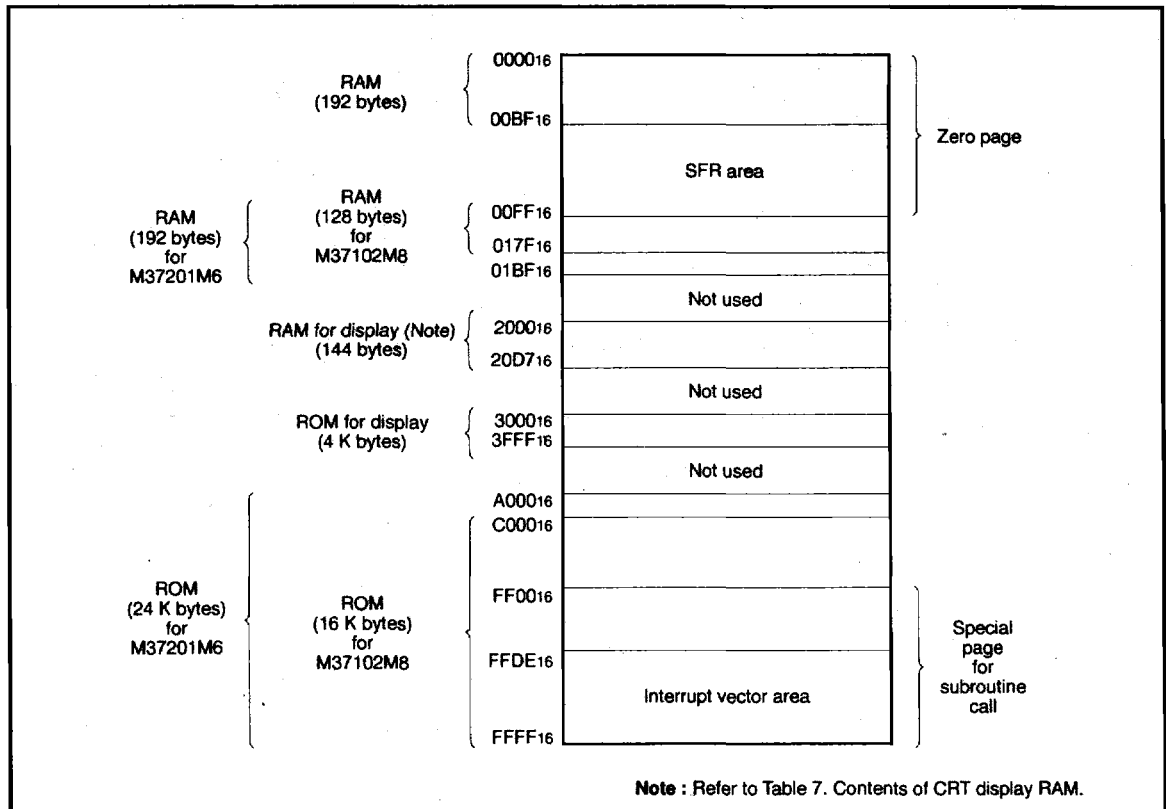 RAM
(192 bytes)
RAM
(192 bytes)
for
M37201M6
RAM
(128 bytes)
for
M37102M8
RAM for display (Note)
(144 bytes)
ROM for display
(4 K bytes)
ROM
(24 K bytes)
for
M37201M6
ROM
(16 K bytes)
for
M37102M8
000016
00BF16
00FF16
017F16
01BF16
200016
20D716
300016
3FFF16
A00016
C00016
FF0016
FFDE16
FFFF16
SFR area
Not used
Not used
Not used
Interrupt vector area
Zero page
Special
page
for
subroutine
call
Note : Refer to Table 7. Contents of CRT display RAM.